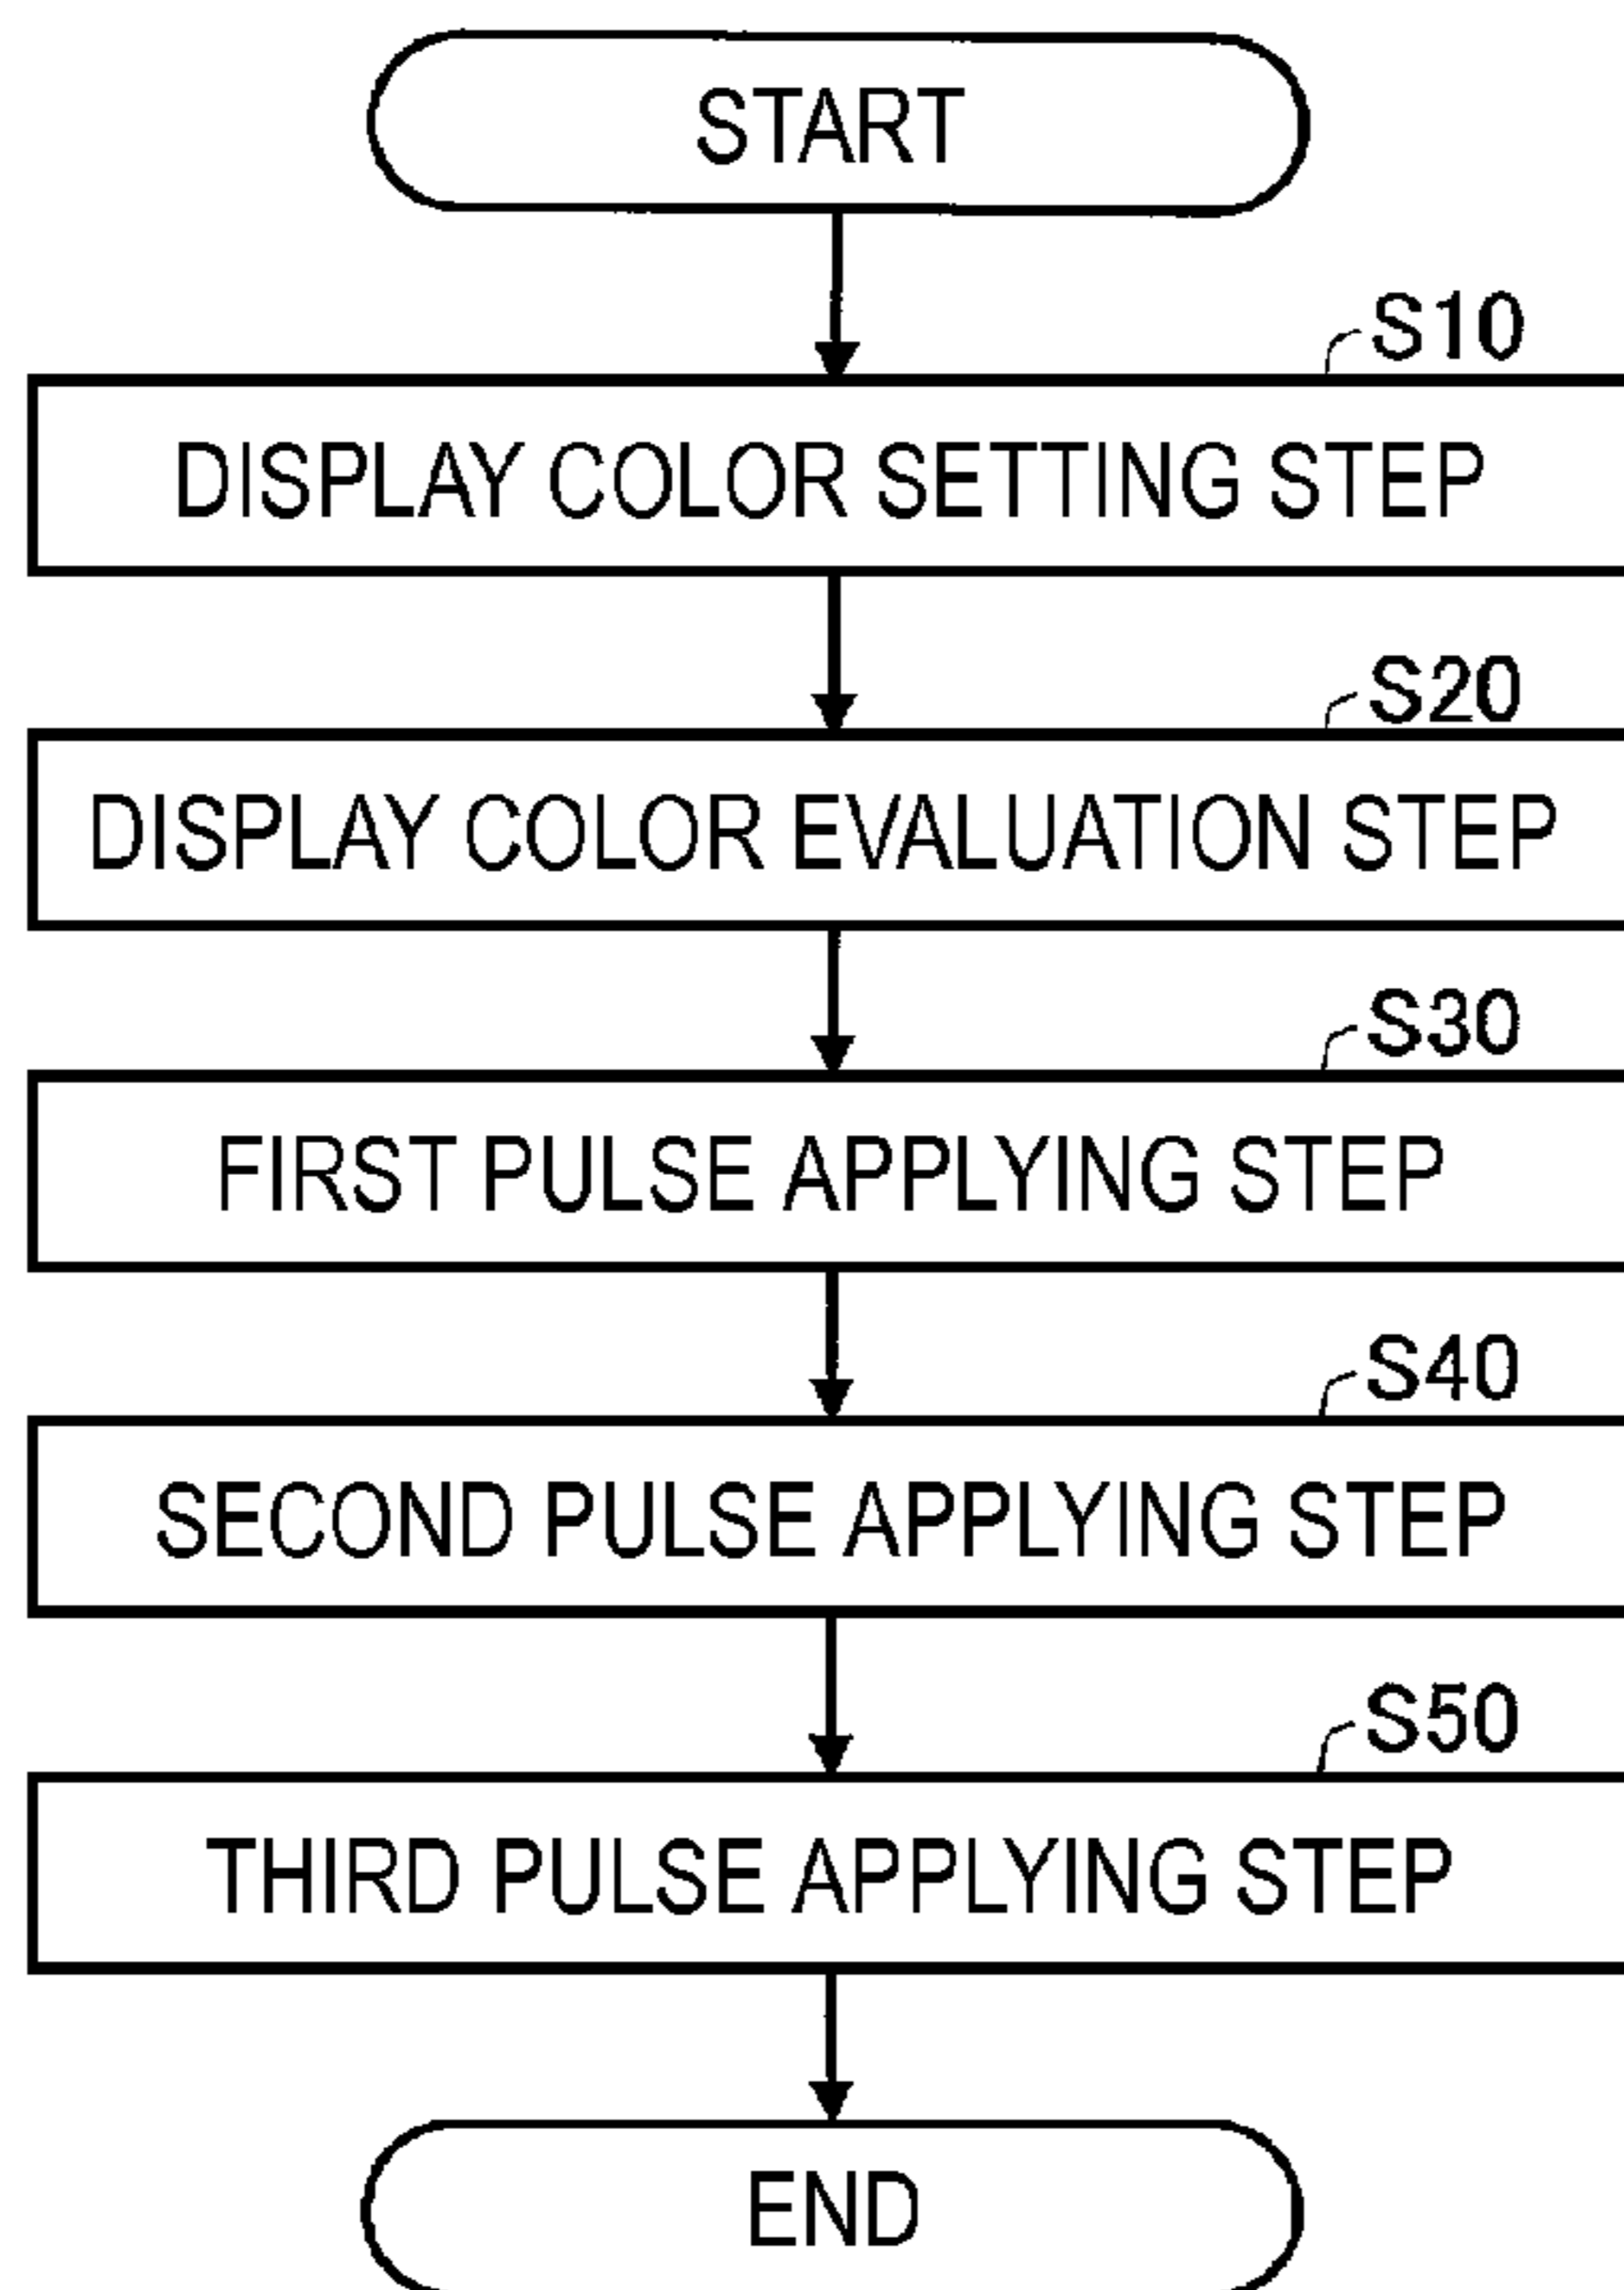 START
S10
DISPLAY COLOR SETTING STEP
S20
DISPLAY COLOR EVALUATION STEP
S30
FIRST PULSE APPLYING STEP
S40
SECOND PULSE APPLYING STEP
S50
THIRD PULSE APPLYING STEP
END